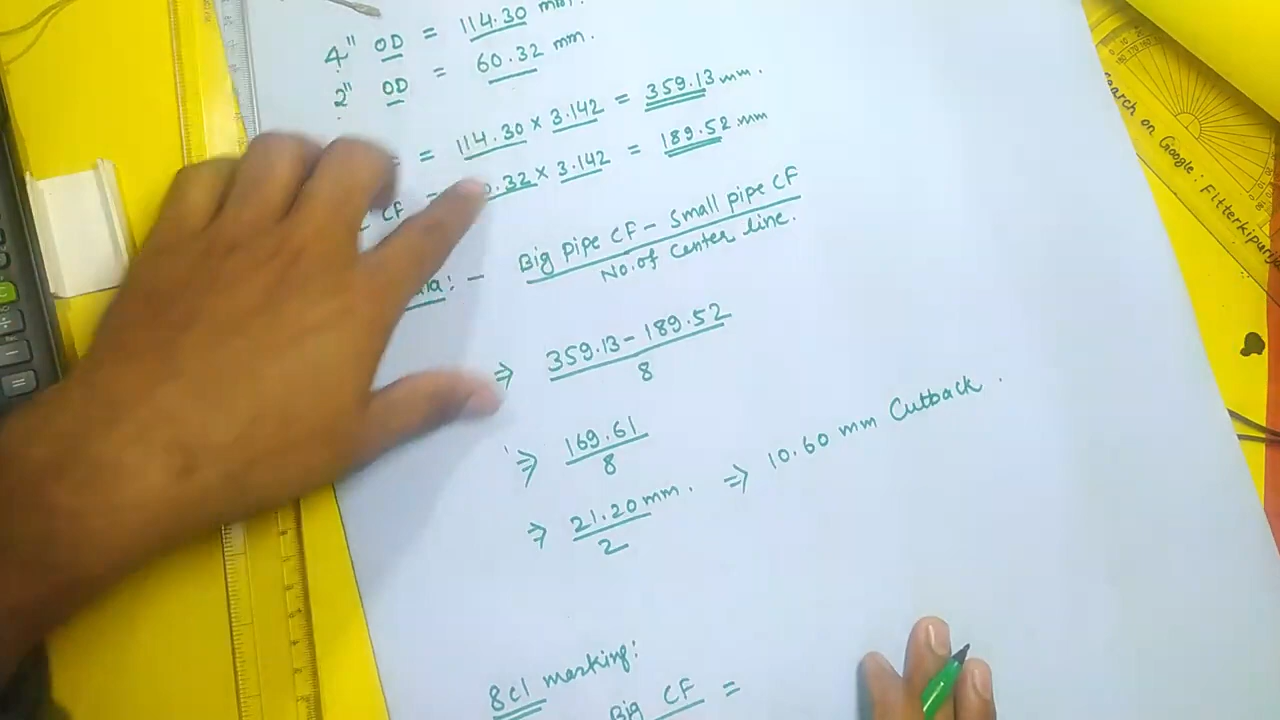 4" OD = 114.30 mm.
2" OD = 60.32 mm.
= 114.30 x 3.142 = 359.13 mm.
CF = .32 x 3.142 = 189.52 mm
:- Big Pipe CF - Small pipe CF
No. of Center line.
⇒ 359.13 - 189.52
8
⇒ 169.61
8
⇒ 21.20 mm. ⇒ 10.60 mm Cutback.
2
8cl marking:
Big CF =
earch on Google: Fitterkipurija